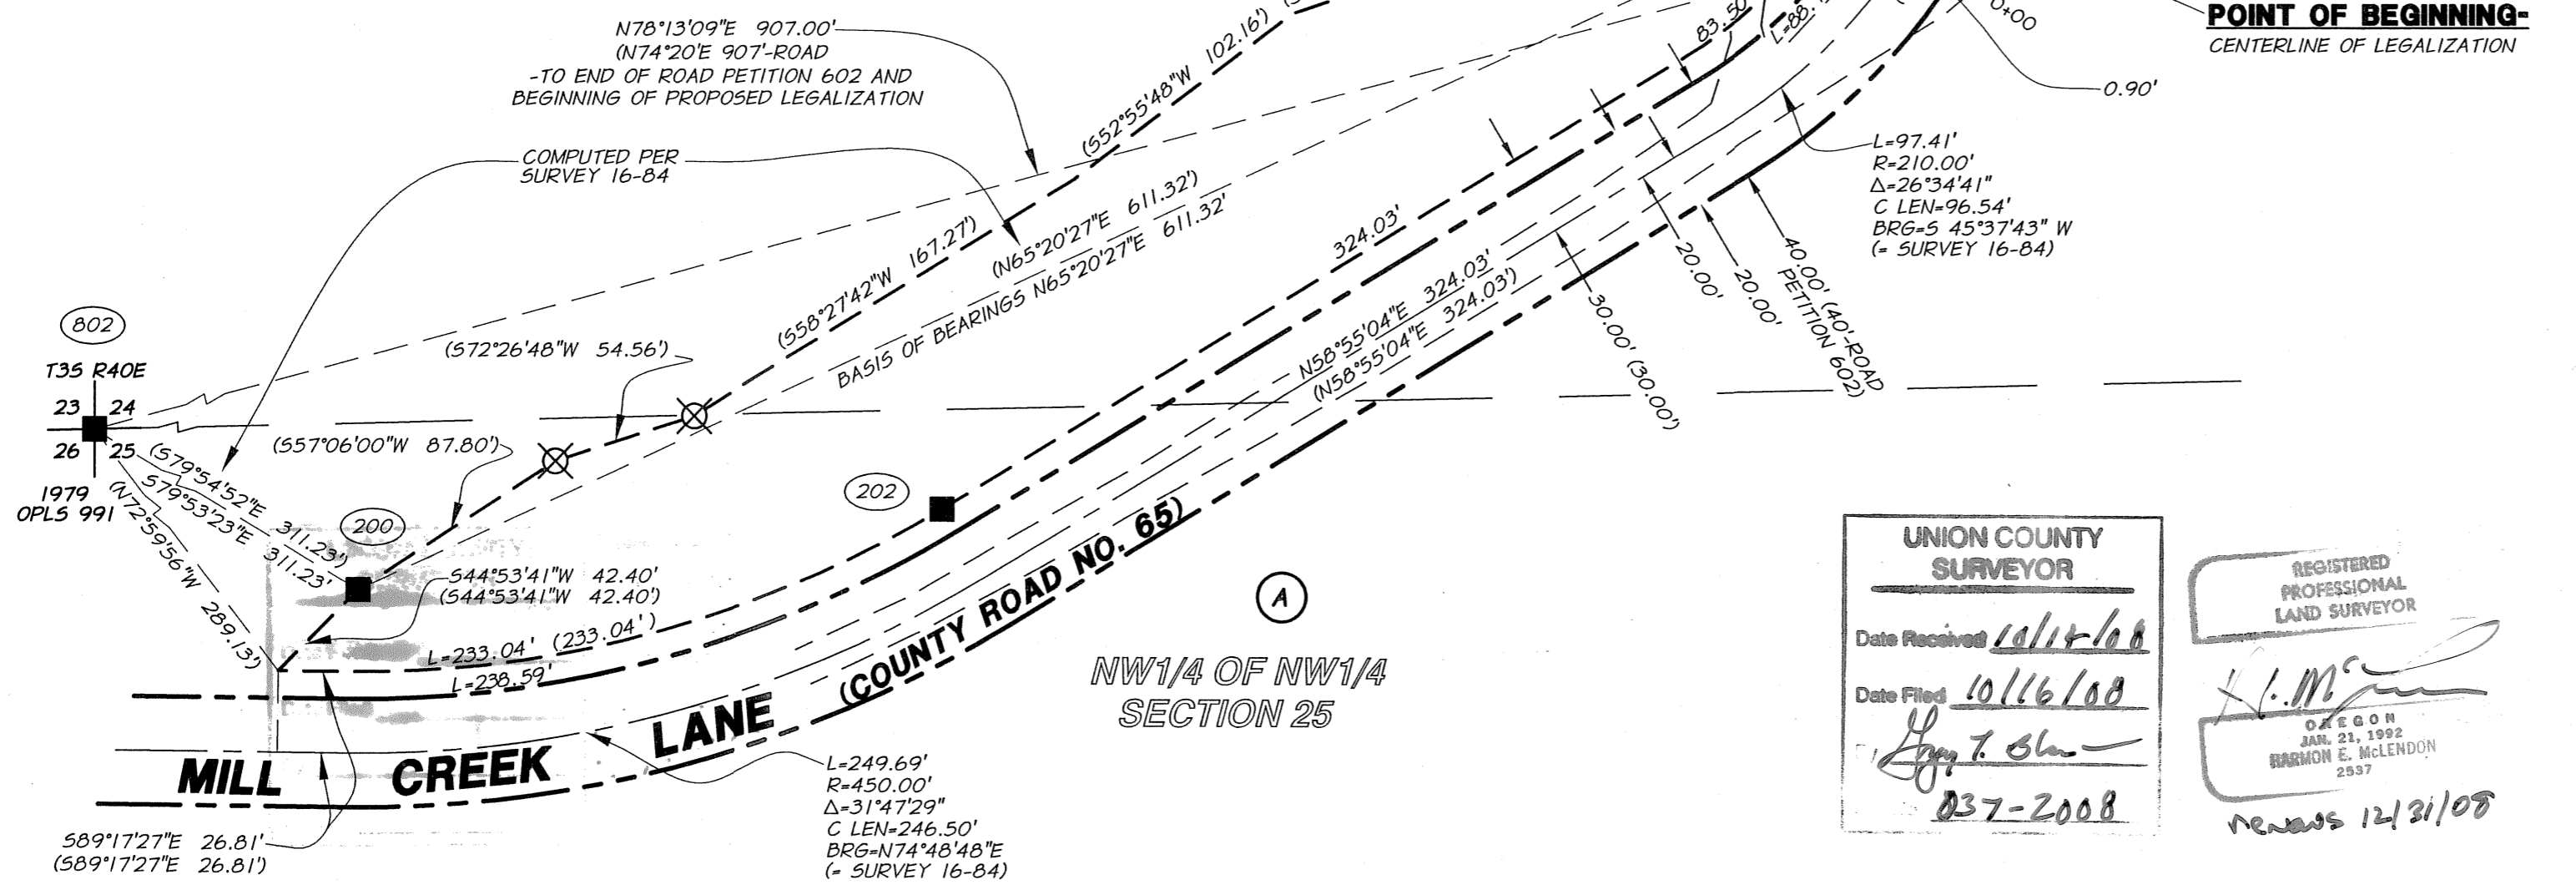 N78°13'09"E 907.00'
(N74°20'E 907'-ROAD
-TO END OF ROAD PETITION 602 AND
BEGINNING OF PROPOSED LEGALIZATION
(S52°55'48"W 102.16')
83.50'
0+00
POINT OF BEGINNING-
CENTERLINE OF LEGALIZATION
0.90'
COMPUTED PER
SURVEY 16-84
L=97.41'
R=210.00'
Δ=26°34'41"
C LEN=96.54'
BRG=S 45°37'43" W
(= SURVEY 16-84)
(S58°27'42"W 167.27')
(N65°20'27"E 611.32')
BASIS OF BEARINGS N65°20'27"E 611.32'
324.03'
N58°55'04"E 324.03'
(N58°55'04"E 324.03')
20.00'
20.00'
40.00' (40'-ROAD
PETITION 602)
30.00' (30.00')
802
T3S R40E
23 24
26 25
1979
OPLS 991
(S72°26'48"W 54.56')
(S57°06'00"W 87.80')
(S79°54'52"E 311.23')
S79°53'23"E 311.23'
(N72°59'56"W 289.13')
200
202
S44°53'41"W 42.40'
(S44°53'41"W 42.40')
L=233.04' (233.04')
L=238.59'
MILL CREEK LANE (COUNTY ROAD NO. 65)
A
NW1/4 OF NW1/4
SECTION 25
L=249.69'
R=450.00'
Δ=31°47'29"
C LEN=246.50'
BRG=N74°48'48"E
(= SURVEY 16-84)
S89°17'27"E 26.81'
(S89°17'27"E 26.81')
UNION COUNTY
SURVEYOR
Date Received 10/14/08
Date Filed 10/16/08
037-2008
REGISTERED
PROFESSIONAL
LAND SURVEYOR
OREGON
JAN. 21, 1992
HARMON E. McLENDON
2537
renews 12/31/08